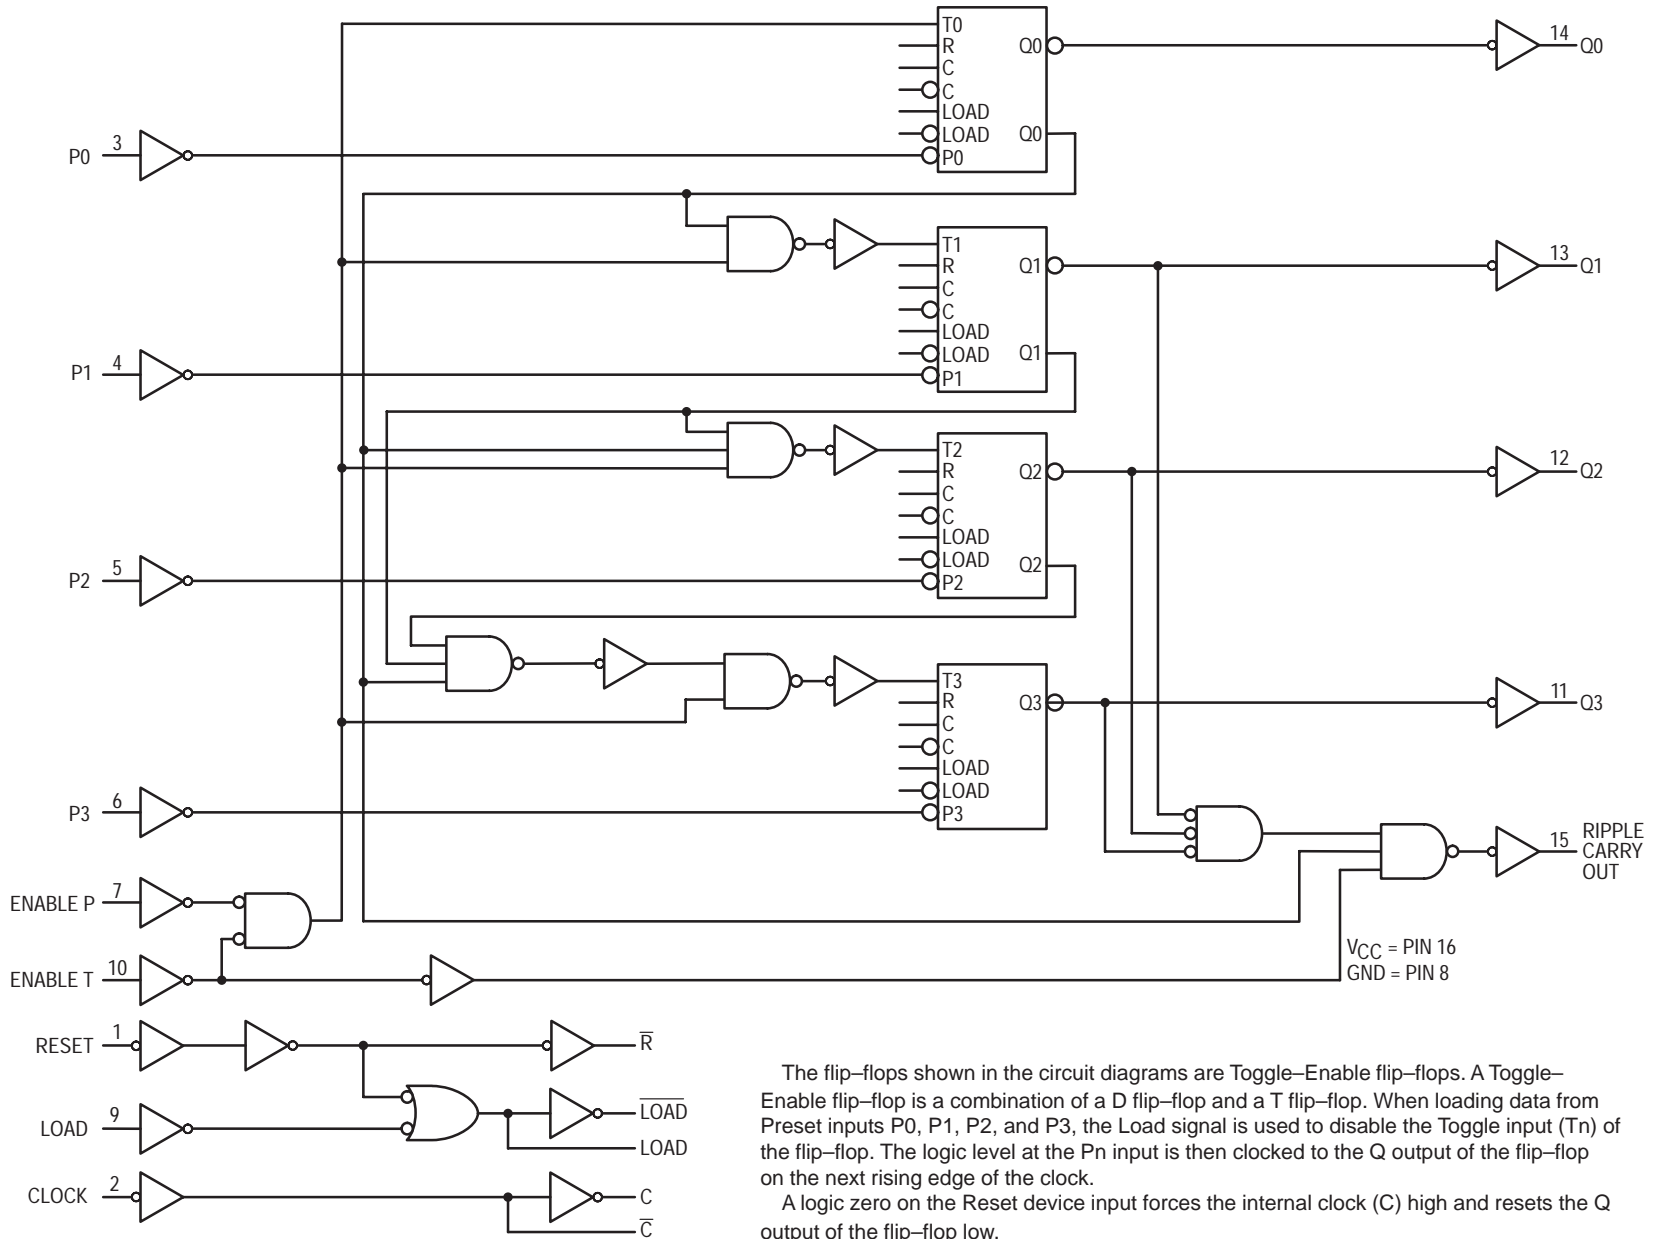 T0
R
Q0
C
C
LOAD
LOAD
Q0
P0
14
Q0
P0
3
T1
R
Q1
C
C
LOAD
LOAD
Q1
P1
13
Q1
P1
4
T2
R
Q2
C
C
LOAD
LOAD
Q2
P2
12
Q2
P2
5
T3
R
Q3
C
C
LOAD
LOAD
P3
11
Q3
P3
6
15
RIPPLE
CARRY
OUT
ENABLE P
7
ENABLE T
10
VCC = PIN 16
GND = PIN 8
RESET
1
R̅
LOAD
9
L̅O̅A̅D̅
LOAD
CLOCK
2
C
C̅
The flip–flops shown in the circuit diagrams are Toggle–Enable flip–flops. A Toggle–
Enable flip–flop is a combination of a D flip–flop and a T flip–flop. When loading data from
Preset inputs P0, P1, P2, and P3, the Load signal is used to disable the Toggle input (Tn) of
the flip–flop. The logic level at the Pn input is then clocked to the Q output of the flip–flop
on the next rising edge of the clock.
A logic zero on the Reset device input forces the internal clock (C) high and resets the Q
output of the flip–flop low.